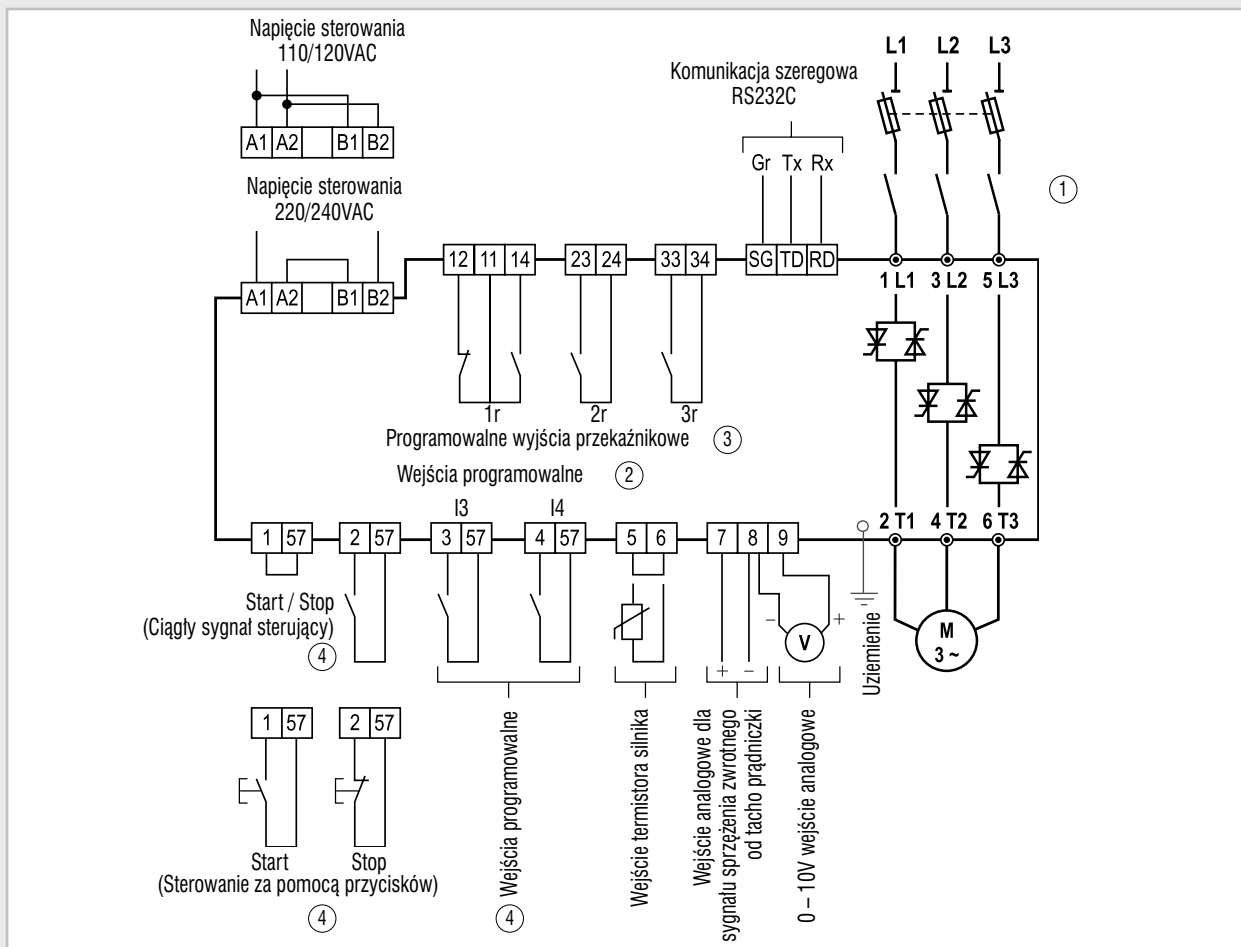 Napięcie sterowania
110/120VAC
A1 A2 B1 B2
Napięcie sterowania
220/240VAC
A1 A2 B1 B2
Komunikacja szeregowa
RS232C
Gr Tx Rx
L1 L2 L3
1
12 11 14 23 24 33 34 SG TD RD
1 L1 3 L2 5 L3
1r 2r 3r
Programowalne wyjścia przekaźnikowe 3
Wejścia programowalne 2
I3 I4
1 57 2 57 3 57 4 57 5 6 7 8 9
2 T1 4 T2 6 T3
Start / Stop
(Ciągły sygnał sterujący)
4
+ −
− V +
M
3 ~
Uziemienie
1 57 2 57
Start Stop
(Sterowanie za pomocą przycisków)
4
Wejścia programowalne
4
Wejście termistora silnika
Wejście analogowe dla
sygnału sprzężenia zwrotnego
od tacho prądniczki
0 – 10V wejście analogowe